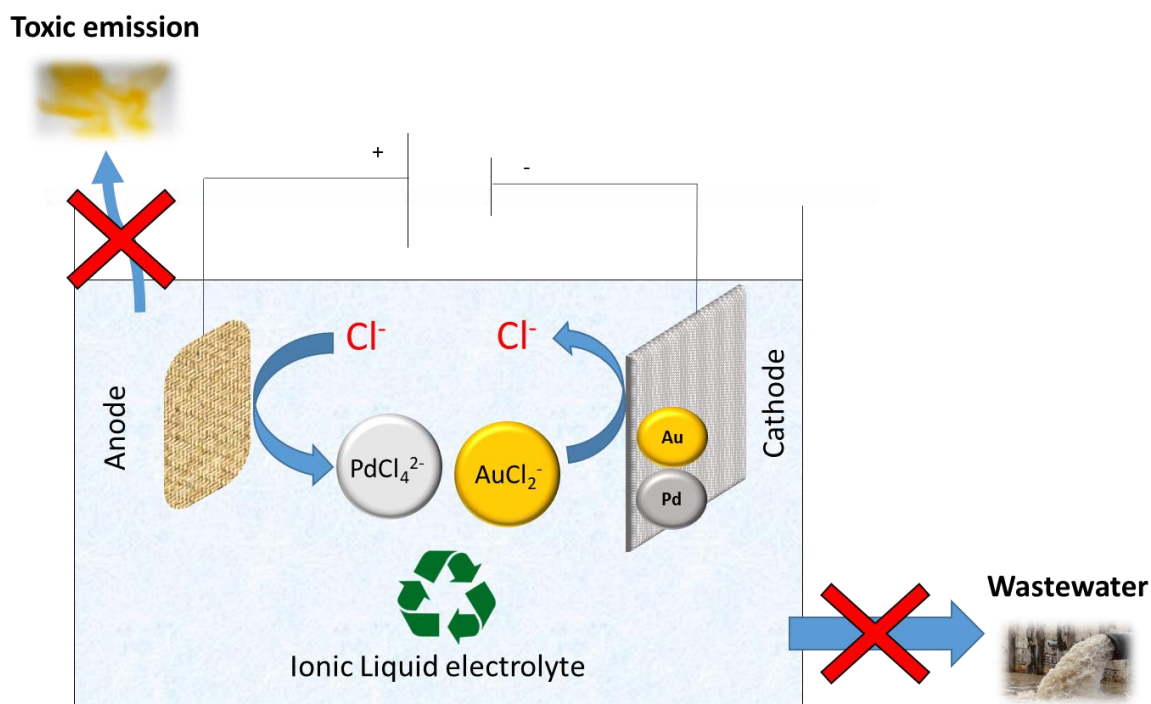 Toxic emission
+
-
Cl⁻
Cl⁻
Anode
Cathode
PdCl₄²⁻
AuCl₂⁻
Au
Pd
Ionic Liquid electrolyte
Wastewater